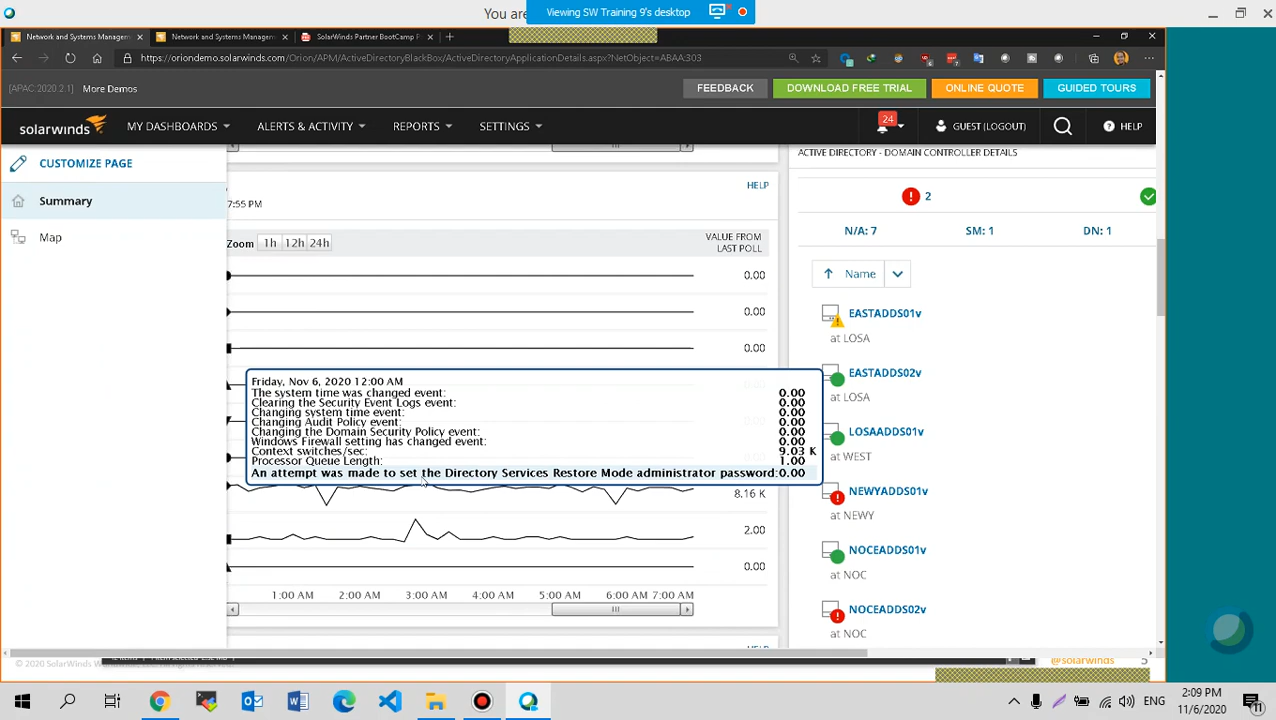 You are
Viewing SW Training 9's desktop
Network and Systems Managem
Network and Systems Managem
SolarWinds Partner BootCamp P
https://oriondemo.solarwinds.com/Orion/APM/ActiveDirectoryBlackBox/ActiveDirectoryApplicationDetails.aspx?NetObject=ABAA:303
[APAC:2020.2.1]
More Demos
FEEDBACK
DOWNLOAD FREE TRIAL
ONLINE QUOTE
GUIDED TOURS
solarwinds
MY DASHBOARDS
ALERTS & ACTIVITY
REPORTS
SETTINGS
24
GUEST (LOGOUT)
HELP
CUSTOMIZE PAGE
Summary
Map
HELP
7:55 PM
Zoom 1h 12h 24h
VALUE FROM
LAST POLL
0.00
0.00
0.00
Friday, Nov 6, 2020 12:00 AM
The system time was changed event: 0.00
Clearing the Security Event Logs event: 0.00
Changing system time event: 0.00
Changing Audit Policy event: 0.00
Changing the Domain Security Policy event: 0.00
Windows Firewall setting has changed event: 0.00
Context switches/sec: 9.03 K
Processor Queue Length: 1.00
An attempt was made to set the Directory Services Restore Mode administrator password:0.00
8.16 K
2.00
0.00
1:00 AM 2:00 AM 3:00 AM 4:00 AM 5:00 AM 6:00 AM 7:00 AM
ACTIVE DIRECTORY - DOMAIN CONTROLLER DETAILS
2
N/A: 7 SM: 1 DN: 1
Name
EASTADDS01v
at LOSA
EASTADDS02v
at LOSA
LOSAADDS01v
at WEST
NEWYADDS01v
at NEWY
NOCEADDS01v
at NOC
NOCEADDS02v
at NOC
© 2020 SolarWinds
@solarwinds
ENG
2:09 PM
11/6/2020